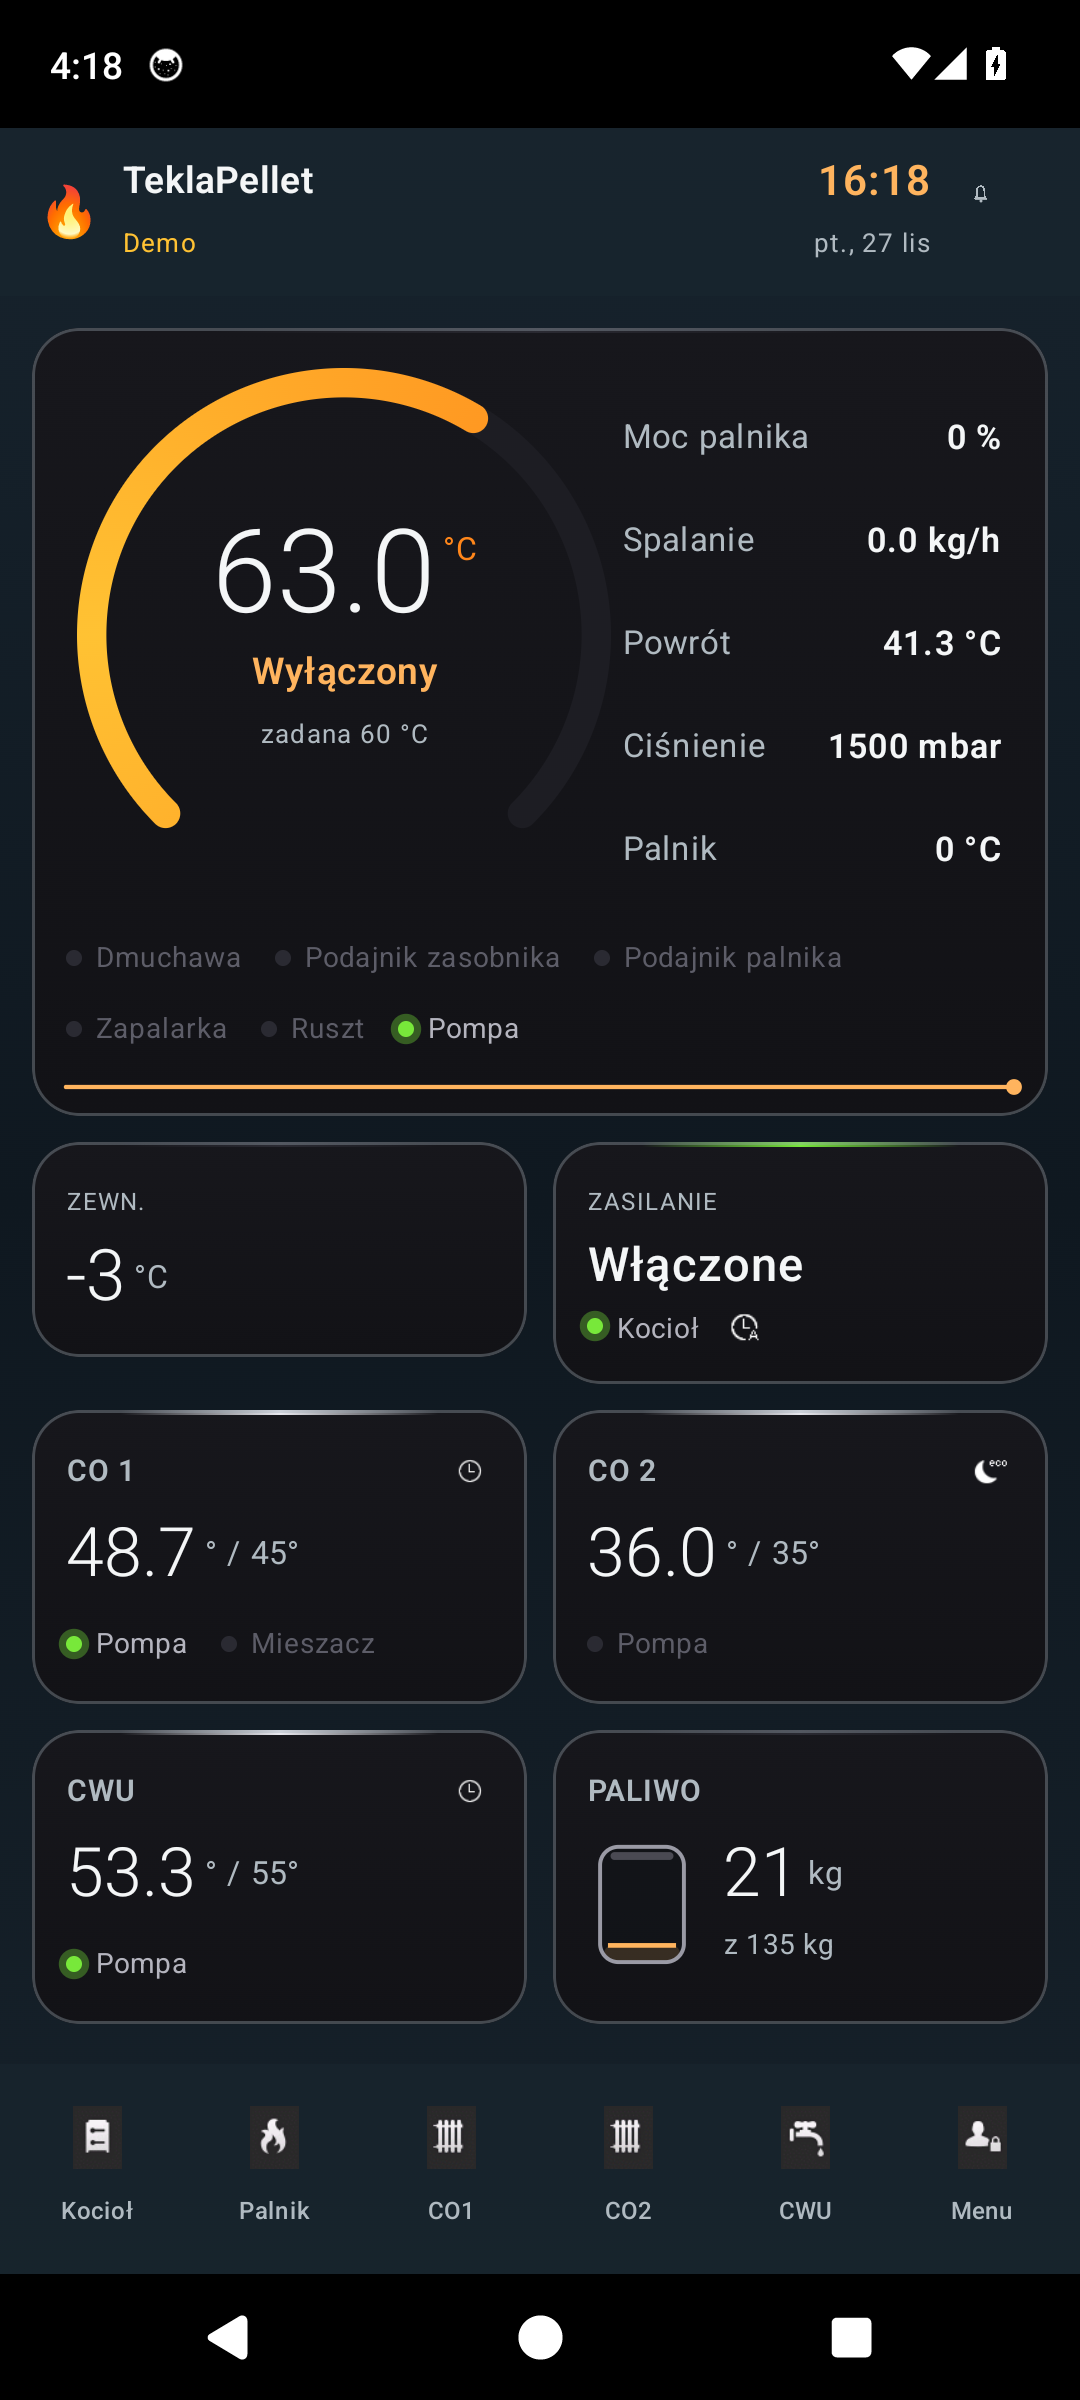 4:18
TeklaPellet
Demo
16:18
pt., 27 lis
63.0 °C
Wyłączony
zadana 60 °C
Moc palnika 0 %
Spalanie 0.0 kg/h
Powrót 41.3 °C
Ciśnienie 1500 mbar
Palnik 0 °C
Dmuchawa Podajnik zasobnika Podajnik palnika
Zapalarka Ruszt Pompa
ZEWN.
-3 °C
ZASILANIE
Włączone
Kocioł A
CO 1
48.7 ° / 45°
Pompa Mieszacz
CO 2 eco
36.0 ° / 35°
Pompa
CWU
53.3 ° / 55°
Pompa
PALIWO
21 kg
z 135 kg
Kocioł Palnik CO1 CO2 CWU Menu